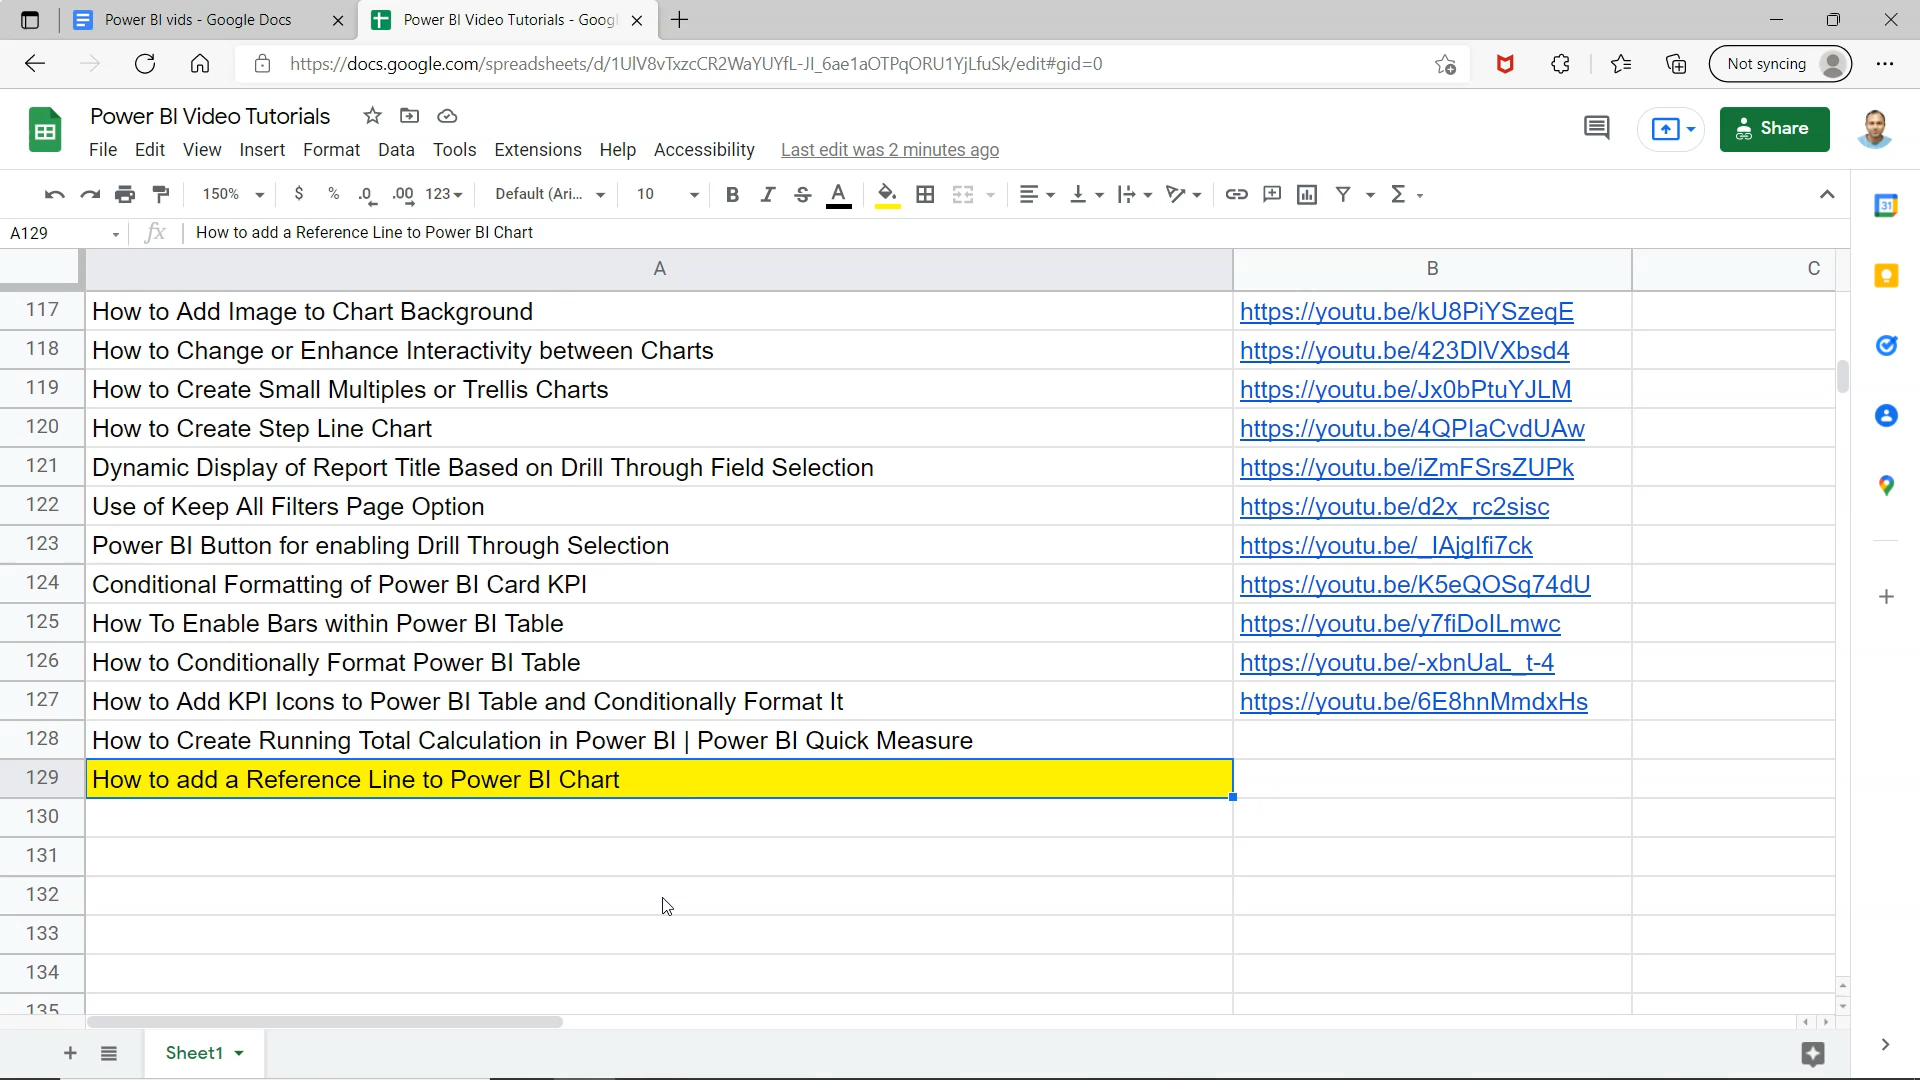 Power BI vids - Google Docs
Power BI Video Tutorials - Googl
https://docs.google.com/spreadsheets/d/1UlV8vTxzcCR2WaYUYfL-JI_6ae1aOTPqORU1YjLfuSk/edit#gid=0
Not syncing
Power BI Video Tutorials
Share
File Edit View Insert Format Data Tools Extensions Help Accessibility Last edit was 2 minutes ago
150% $ % .0 .00 123 Default (Ari... 10 B I S A Σ
A129 fx How to add a Reference Line to Power BI Chart
31
A B C
117 How to Add Image to Chart Background https://youtu.be/kU8PiYSzeqE
118 How to Change or Enhance Interactivity between Charts https://youtu.be/423DIVXbsd4
119 How to Create Small Multiples or Trellis Charts https://youtu.be/Jx0bPtuYJLM
120 How to Create Step Line Chart https://youtu.be/4QPlaCvdUAw
121 Dynamic Display of Report Title Based on Drill Through Field Selection https://youtu.be/iZmFSrsZUPk
122 Use of Keep All Filters Page Option https://youtu.be/d2x_rc2sisc
123 Power BI Button for enabling Drill Through Selection https://youtu.be/_IAjglfi7ck
124 Conditional Formatting of Power BI Card KPI https://youtu.be/K5eQOSq74dU
125 How To Enable Bars within Power BI Table https://youtu.be/y7fiDolLmwc
126 How to Conditionally Format Power BI Table https://youtu.be/-xbnUaL_t-4
127 How to Add KPI Icons to Power BI Table and Conditionally Format It https://youtu.be/6E8hnMmdxHs
128 How to Create Running Total Calculation in Power BI | Power BI Quick Measure
129 How to add a Reference Line to Power BI Chart
130
131
132
133
134
135
Sheet1